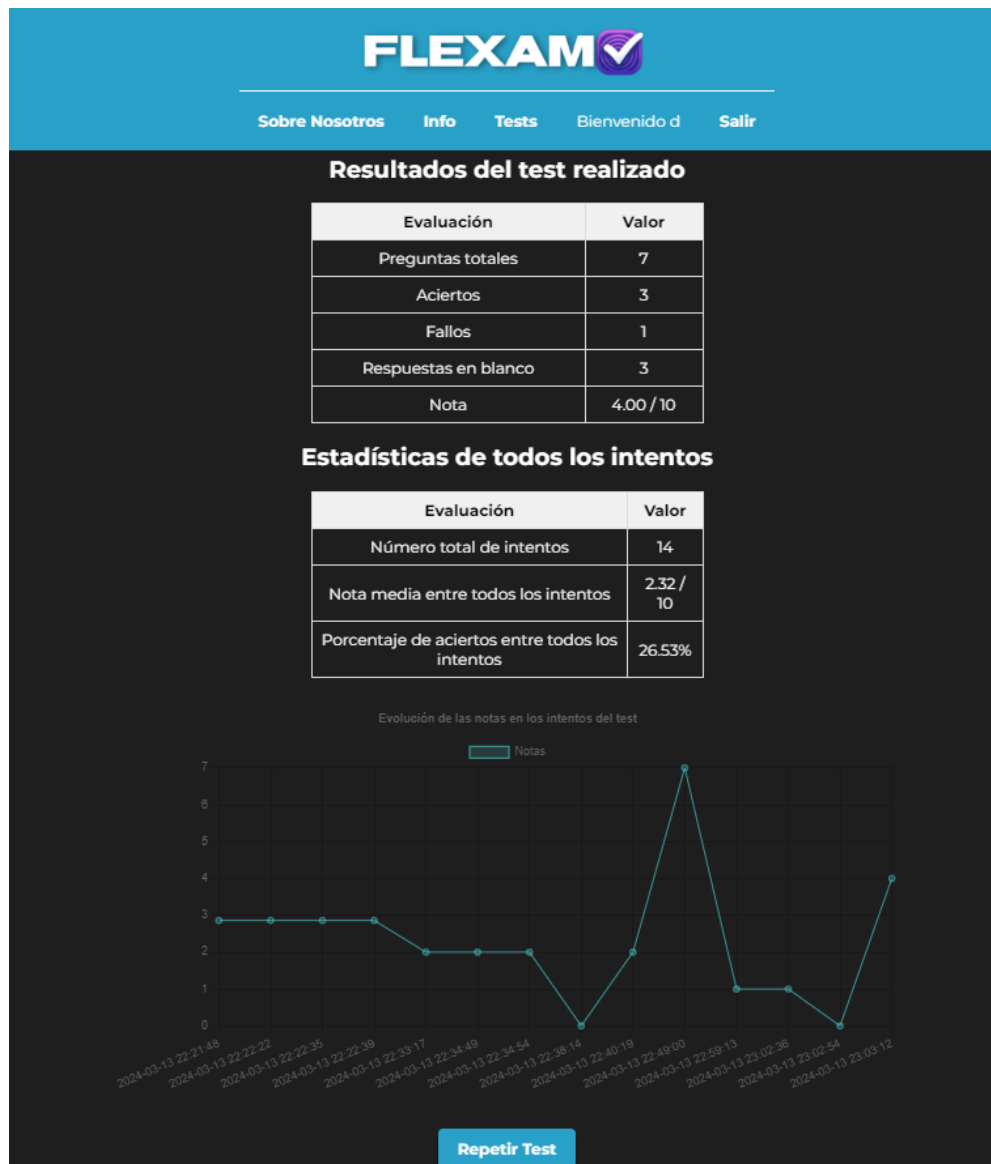 FLEXAM
Sobre Nosotros Info Tests Bienvenido d Salir
Resultados del test realizado
Evaluación Valor
Preguntas totales 7
Aciertos 3
Fallos 1
Respuestas en blanco 3
Nota 4.00 / 10
Estadísticas de todos los intentos
Evaluación Valor
Número total de intentos 14
Nota media entre todos los intentos 2.32 /
10
Porcentaje de aciertos entre todos los
intentos 26.53%
Evolución de las notas en los intentos del test
Notas
7
6
5
4
3
2
1
0
2024-03-13 22:21:48
2024-03-13 22:22:22
2024-03-13 22:22:35
2024-03-13 22:22:39
2024-03-13 22:33:17
2024-03-13 22:34:49
2024-03-13 22:34:54
2024-03-13 22:38:14
2024-03-13 22:40:19
2024-03-13 22:49:00
2024-03-13 22:59:13
2024-03-13 23:02:36
2024-03-13 23:02:54
2024-03-13 23:03:12
Repetir Test